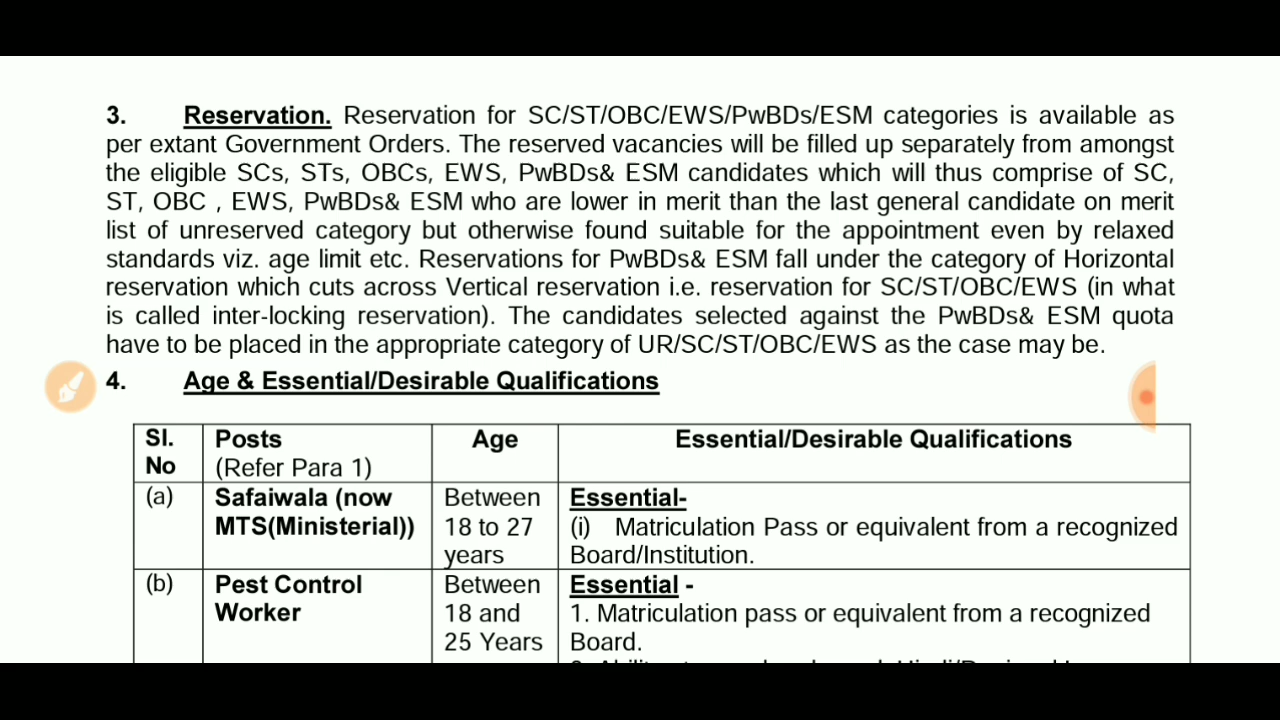 3. Reservation. Reservation for SC/ST/OBC/EWS/PwBDs/ESM categories is available as
per extant Government Orders. The reserved vacancies will be filled up separately from amongst
the eligible SCs, STs, OBCs, EWS, PwBDs& ESM candidates which will thus comprise of SC,
ST, OBC , EWS, PwBDs& ESM who are lower in merit than the last general candidate on merit
list of unreserved category but otherwise found suitable for the appointment even by relaxed
standards viz. age limit etc. Reservations for PwBDs& ESM fall under the category of Horizontal
reservation which cuts across Vertical reservation i.e. reservation for SC/ST/OBC/EWS (in what
is called inter-locking reservation). The candidates selected against the PwBDs& ESM quota
have to be placed in the appropriate category of UR/SC/ST/OBC/EWS as the case may be.
4. Age & Essential/Desirable Qualifications
Sl. Posts Age Essential/Desirable Qualifications
No (Refer Para 1)
(a) Safaiwala (now Between Essential-
MTS(Ministerial)) 18 to 27 (i) Matriculation Pass or equivalent from a recognized
years Board/Institution.
(b) Pest Control Between Essential -
Worker 18 and 1. Matriculation pass or equivalent from a recognized
25 Years Board.